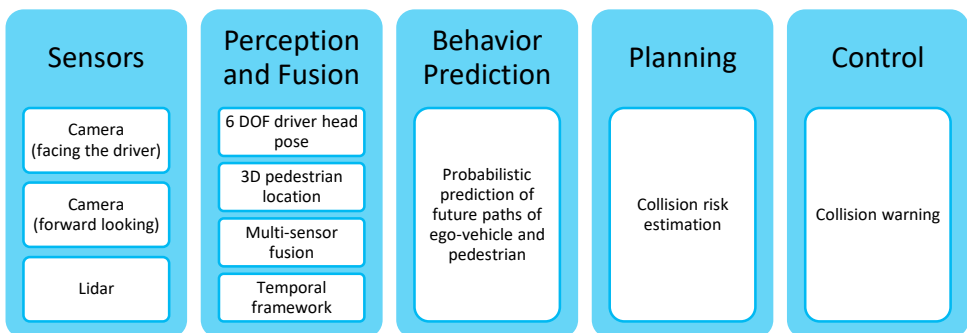 Sensors
Camera
(facing the driver)
Camera
(forward looking)
Lidar
Perception
and Fusion
6 DOF driver head
pose
3D pedestrian
location
Multi-sensor
fusion
Temporal
framework
Behavior
Prediction
Probabilistic
prediction of
future paths of
ego-vehicle and
pedestrian
Planning
Collision risk
estimation
Control
Collision warning